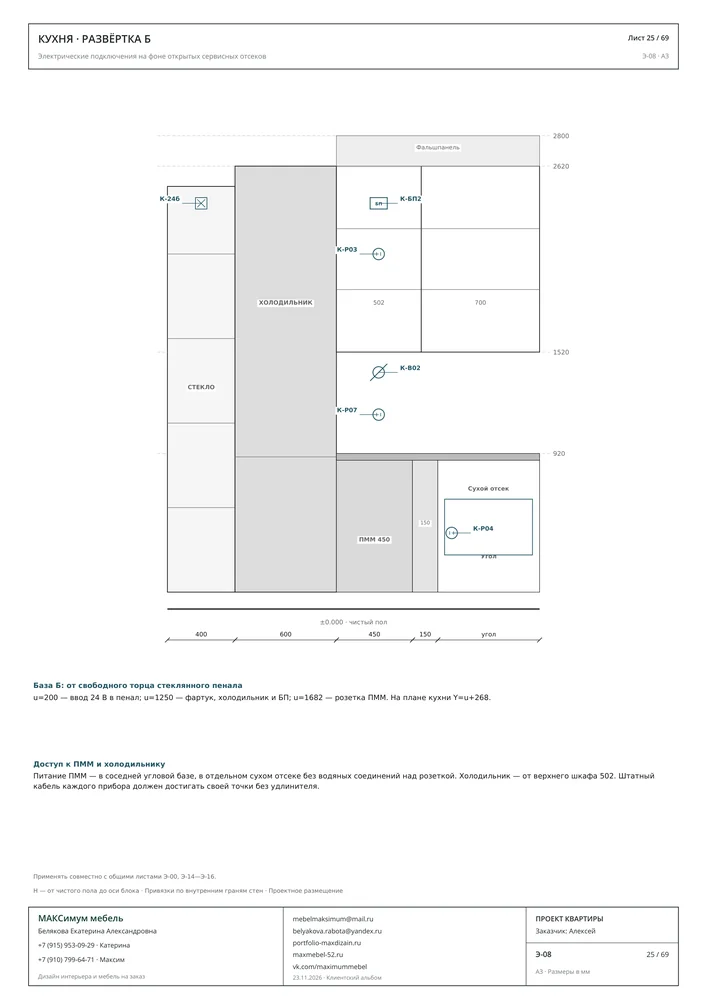 КУХНЯ · РАЗВЁРТКА Б
Лист 25 / 69
Электрические подключения на фоне открытых сервисных отсеков
Э-08 · А3
2800
Фальшпанель
2620
К-24б
БП
К-БП2
К-Р03
ХОЛОДИЛЬНИК
502
700
1520
К-В02
СТЕКЛО
К-Р07
920
Сухой отсек
150
К-Р04
ПММ 450
Угол
±0.000 · чистый пол
400
600
450
150
угол
База Б: от свободного торца стеклянного пенала
u=200 — ввод 24 В в пенал; u=1250 — фартук, холодильник и БП; u=1682 — розетка ПММ. На плане кухни Y=u+268.
Доступ к ПММ и холодильнику
Питание ПММ — в соседней угловой базе, в отдельном сухом отсеке без водяных соединений над розеткой. Холодильник — от верхнего шкафа 502. Штатный
кабель каждого прибора должен достигать своей точки без удлинителя.
Применять совместно с общими листами Э-00, Э-14—Э-16.
Н — от чистого пола до оси блока · Привязки по внутренним граням стен · Проектное размещение
МАКСимум мебель
Белякова Екатерина Александровна
+7 (915) 953-09-29 · Катерина
+7 (910) 799-64-71 · Максим
Дизайн интерьера и мебель на заказ
mebelmaksimum@mail.ru
belyakova.rabota@yandex.ru
portfolio-maxdizain.ru
maxmebel-52.ru
vk.com/maximummebel
23.11.2026 · Клиентский альбом
ПРОЕКТ КВАРТИРЫ
Заказчик: Алексей
Э-08
25 / 69
А3 · Размеры в мм